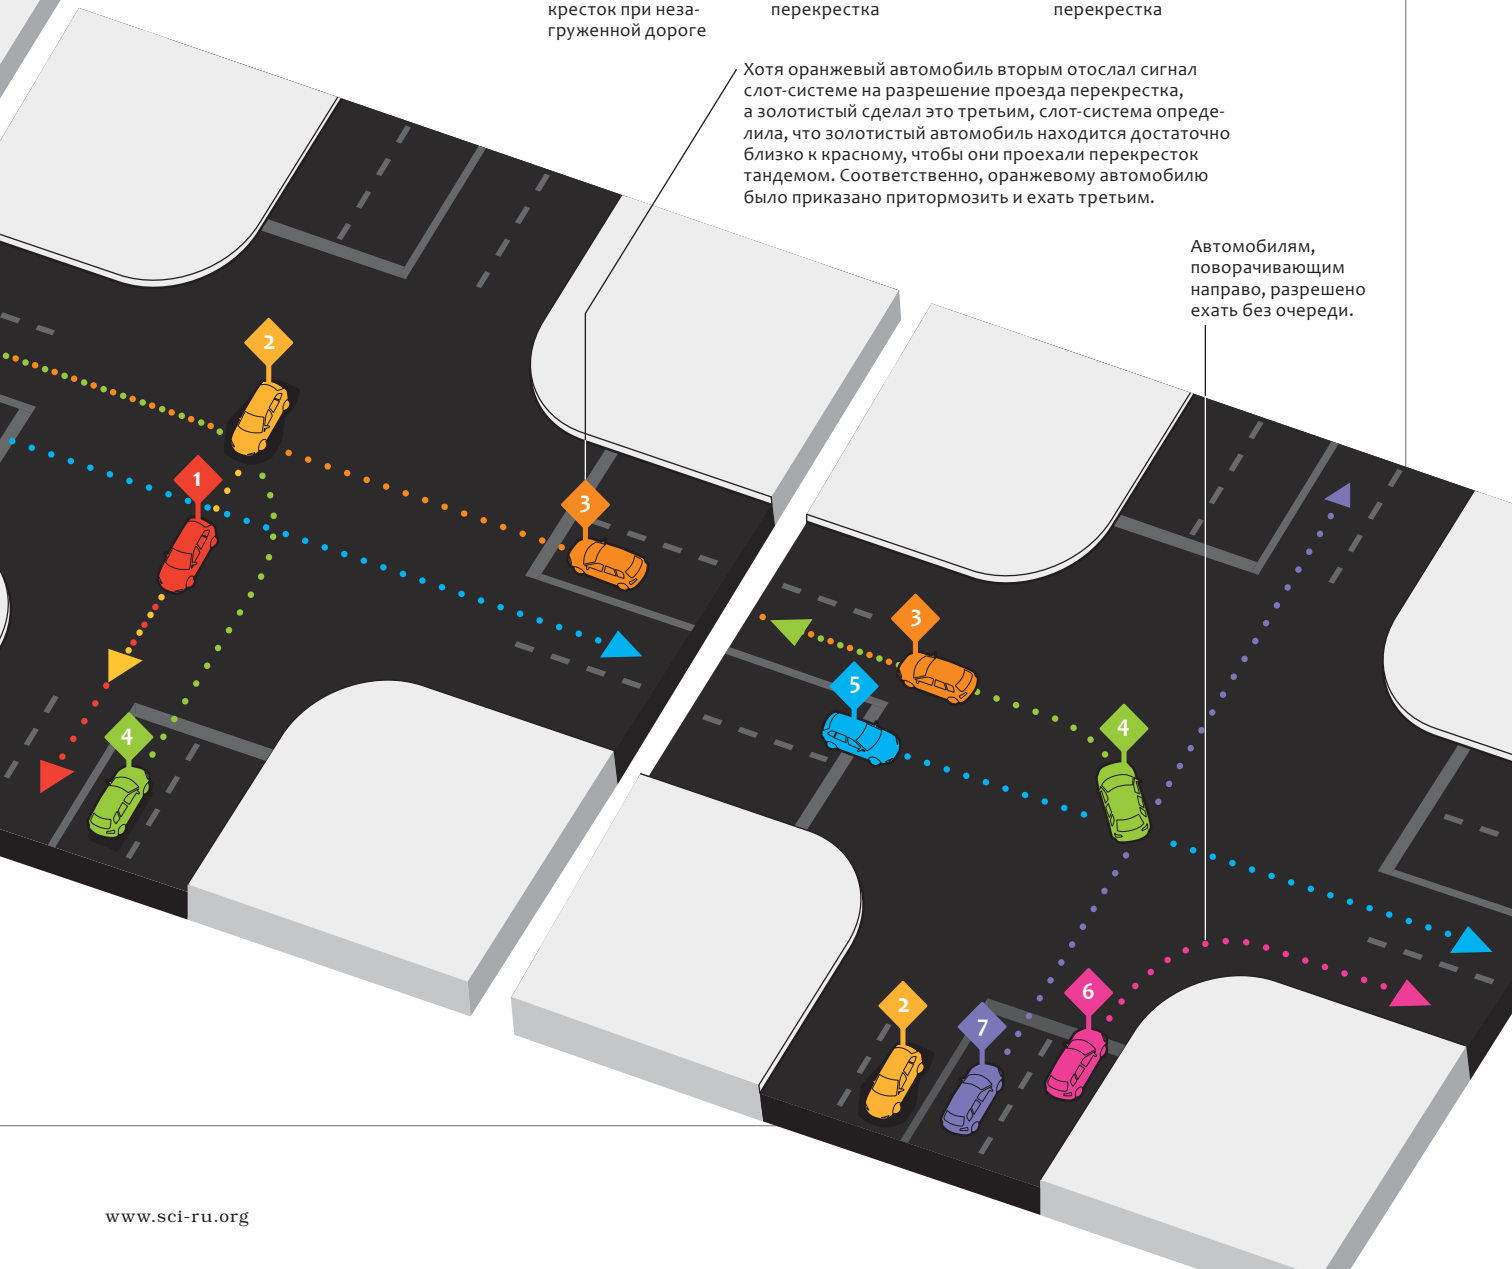 кресток при неза-
груженной дороге
перекрестка
перекрестка
Хотя оранжевый автомобиль вторым отослал сигнал
слот-системе на разрешение проезда перекрестка,
а золотистый сделал это третьим, слот-система опреде-
лила, что золотистый автомобиль находится достаточно
близко к красному, чтобы они проехали перекресток
тандемом. Соответственно, оранжевому автомобилю
было приказано притормозить и ехать третьим.
Автомобилям,
поворачивающим
направо, разрешено
ехать без очереди.
2
1
3
4
3
5
4
2
7
6
www.sci-ru.org